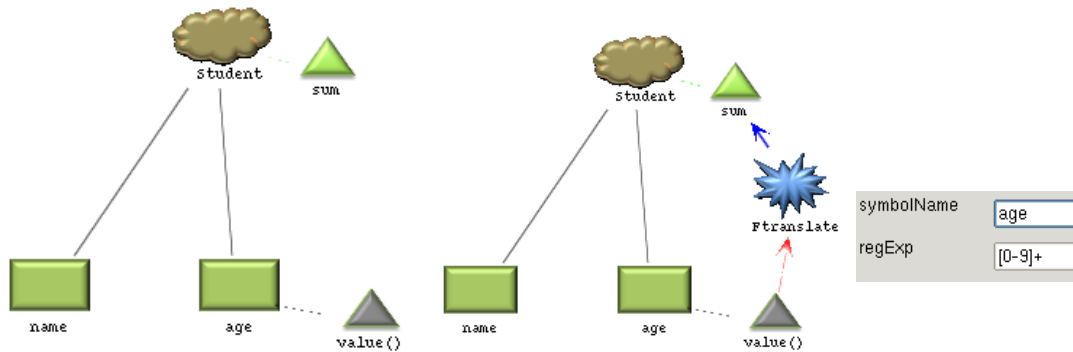 Student
sum
name
age
value()
Student
sum
Ftranslate
name
age
value()
symbolName
age
regExp
[0-9]+